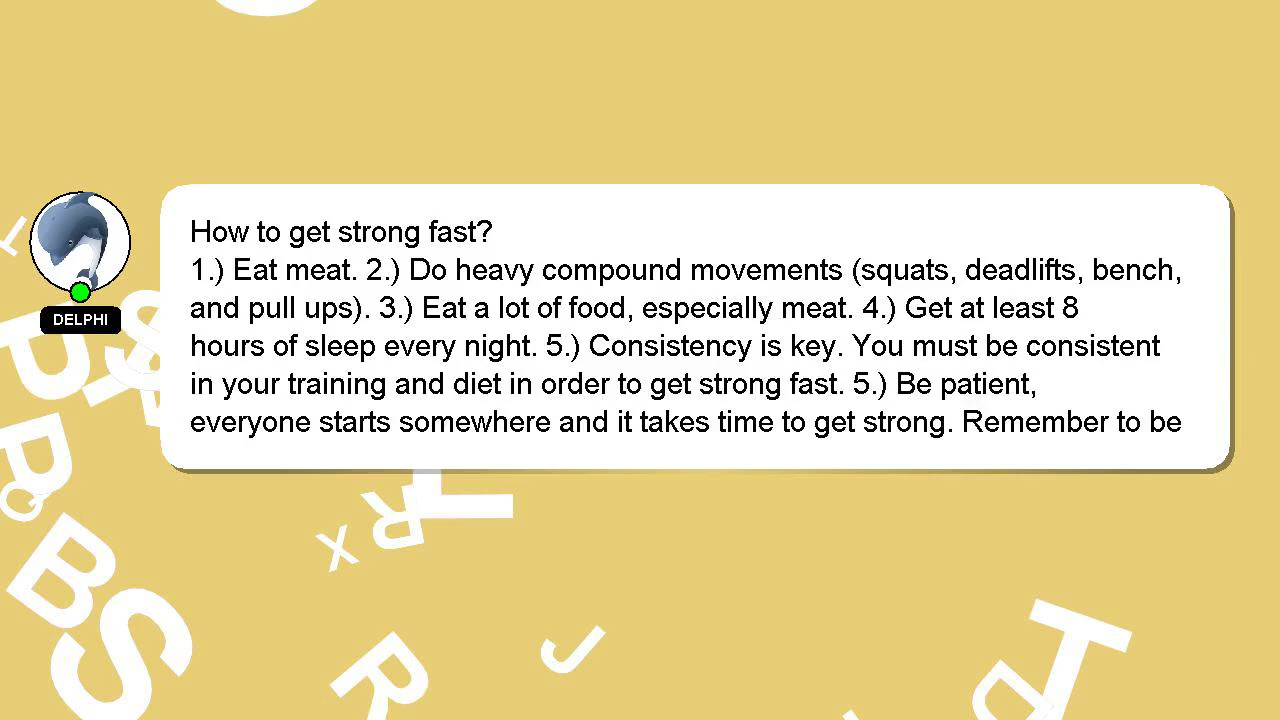 How to get strong fast?
1.) Eat meat. 2.) Do heavy compound movements (squats, deadlifts, bench,
and pull ups). 3.) Eat a lot of food, especially meat. 4.) Get at least 8
hours of sleep every night. 5.) Consistency is key. You must be consistent
in your training and diet in order to get strong fast. 5.) Be patient,
everyone starts somewhere and it takes time to get strong. Remember to be
DELPHI